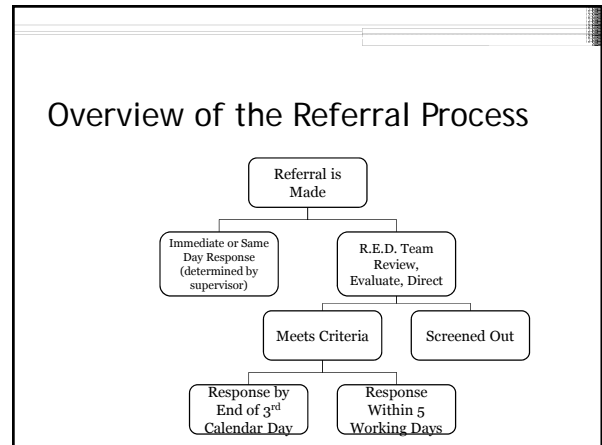 Overview of the Referral Process
Referral is
Made
Immediate or Same
Day Response
(determined by
supervisor)
R.E.D. Team
Review,
Evaluate, Direct
Meets Criteria
Screened Out
Response by
End of 3rd
Calendar Day
Response
Within 5
Working Days